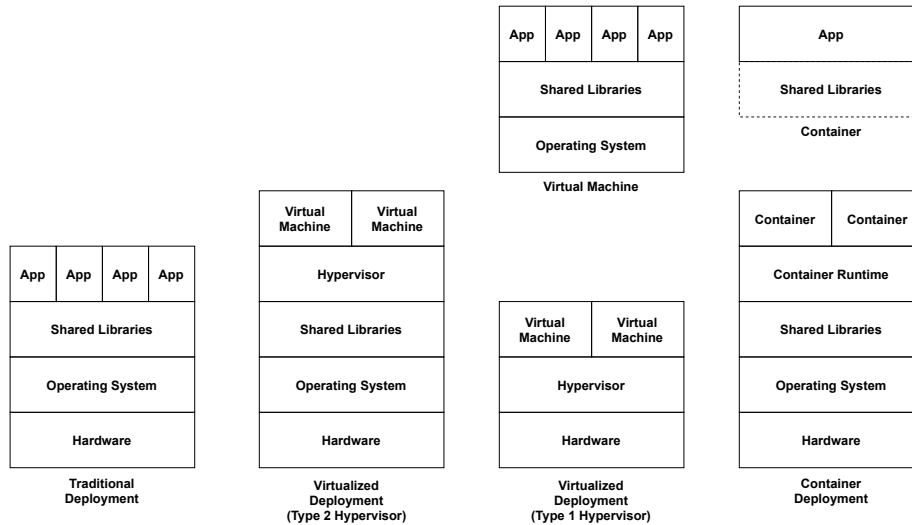 App App App App
Shared Libraries
Operating System
Virtual Machine
App
Shared Libraries
Container
App App App App
Shared Libraries
Operating System
Hardware
Traditional
Deployment
Virtual
Machine
Virtual
Machine
Hypervisor
Shared Libraries
Operating System
Hardware
Virtualized
Deployment
(Type 2 Hypervisor)
Virtual
Machine
Virtual
Machine
Hypervisor
Hardware
Virtualized
Deployment
(Type 1 Hypervisor)
Container Container
Container Runtime
Shared Libraries
Operating System
Hardware
Container
Deployment